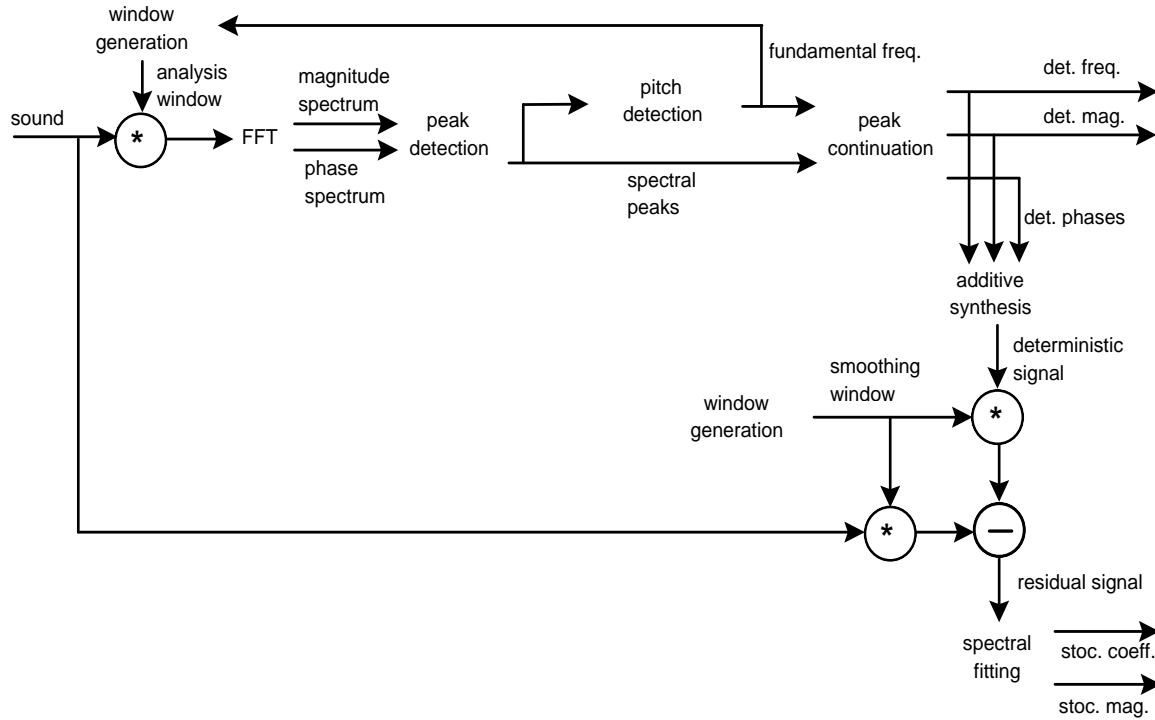 window
generation
fundamental freq.
analysis
window
magnitude
spectrum
pitch
detection
det. freq.
sound
*
FFT
peak
detection
peak
continuation
det. mag.
phase
spectrum
spectral
peaks
det. phases
additive
synthesis
deterministic
signal
smoothing
window
window
generation
*
*
—
residual signal
spectral
fitting
stoc. coeff.
stoc. mag.